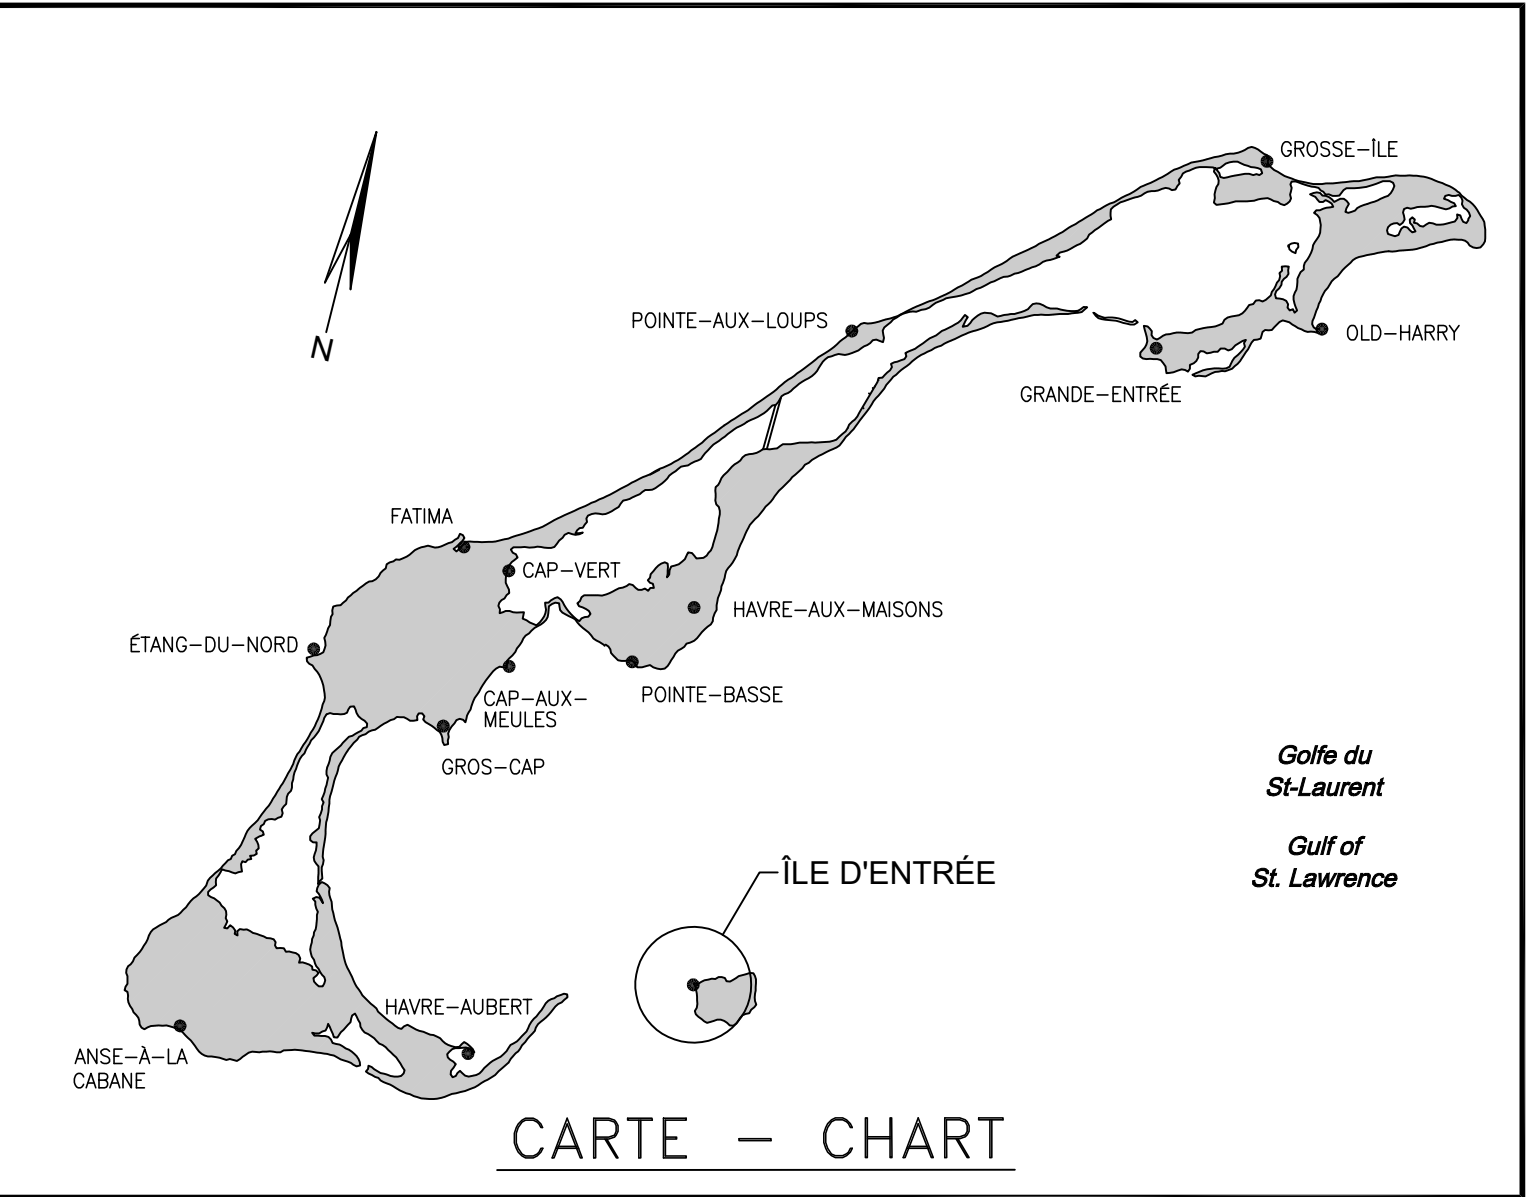 GROSSE-ÎLE
POINTE-AUX-LOUPS
OLD-HARRY
N
GRANDE-ENTRÉE
FATIMA
CAP-VERT
HAVRE-AUX-MAISONS
ÉTANG-DU-NORD
POINTE-BASSE
CAP-AUX-
MEULES
GROS-CAP
Golfe du
St-Laurent
Gulf of
St. Lawrence
ÎLE D'ENTRÉE
HAVRE-AUBERT
ANSE-À-LA
CABANE
CARTE - CHART